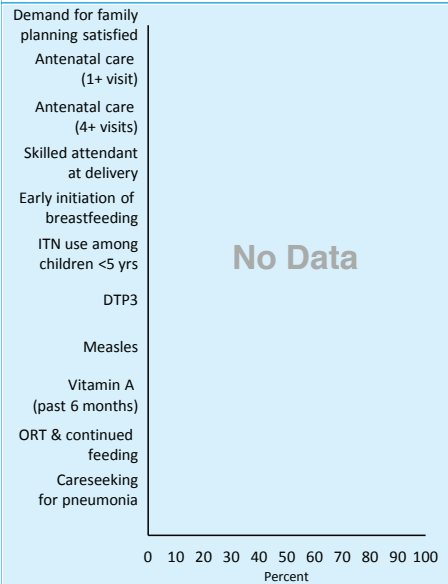 Demand for family
planning satisfied
Antenatal care
(1+ visit)
Antenatal care
(4+ visits)
Skilled attendant
at delivery
Early initiation of
breastfeeding
ITN use among
children <5 yrs
No Data
DTP3
Measles
Vitamin A
(past 6 months)
ORT & continued
feeding
Careseeking
for pneumonia
0 10 20 30 40 50 60 70 80 90 100
Percent